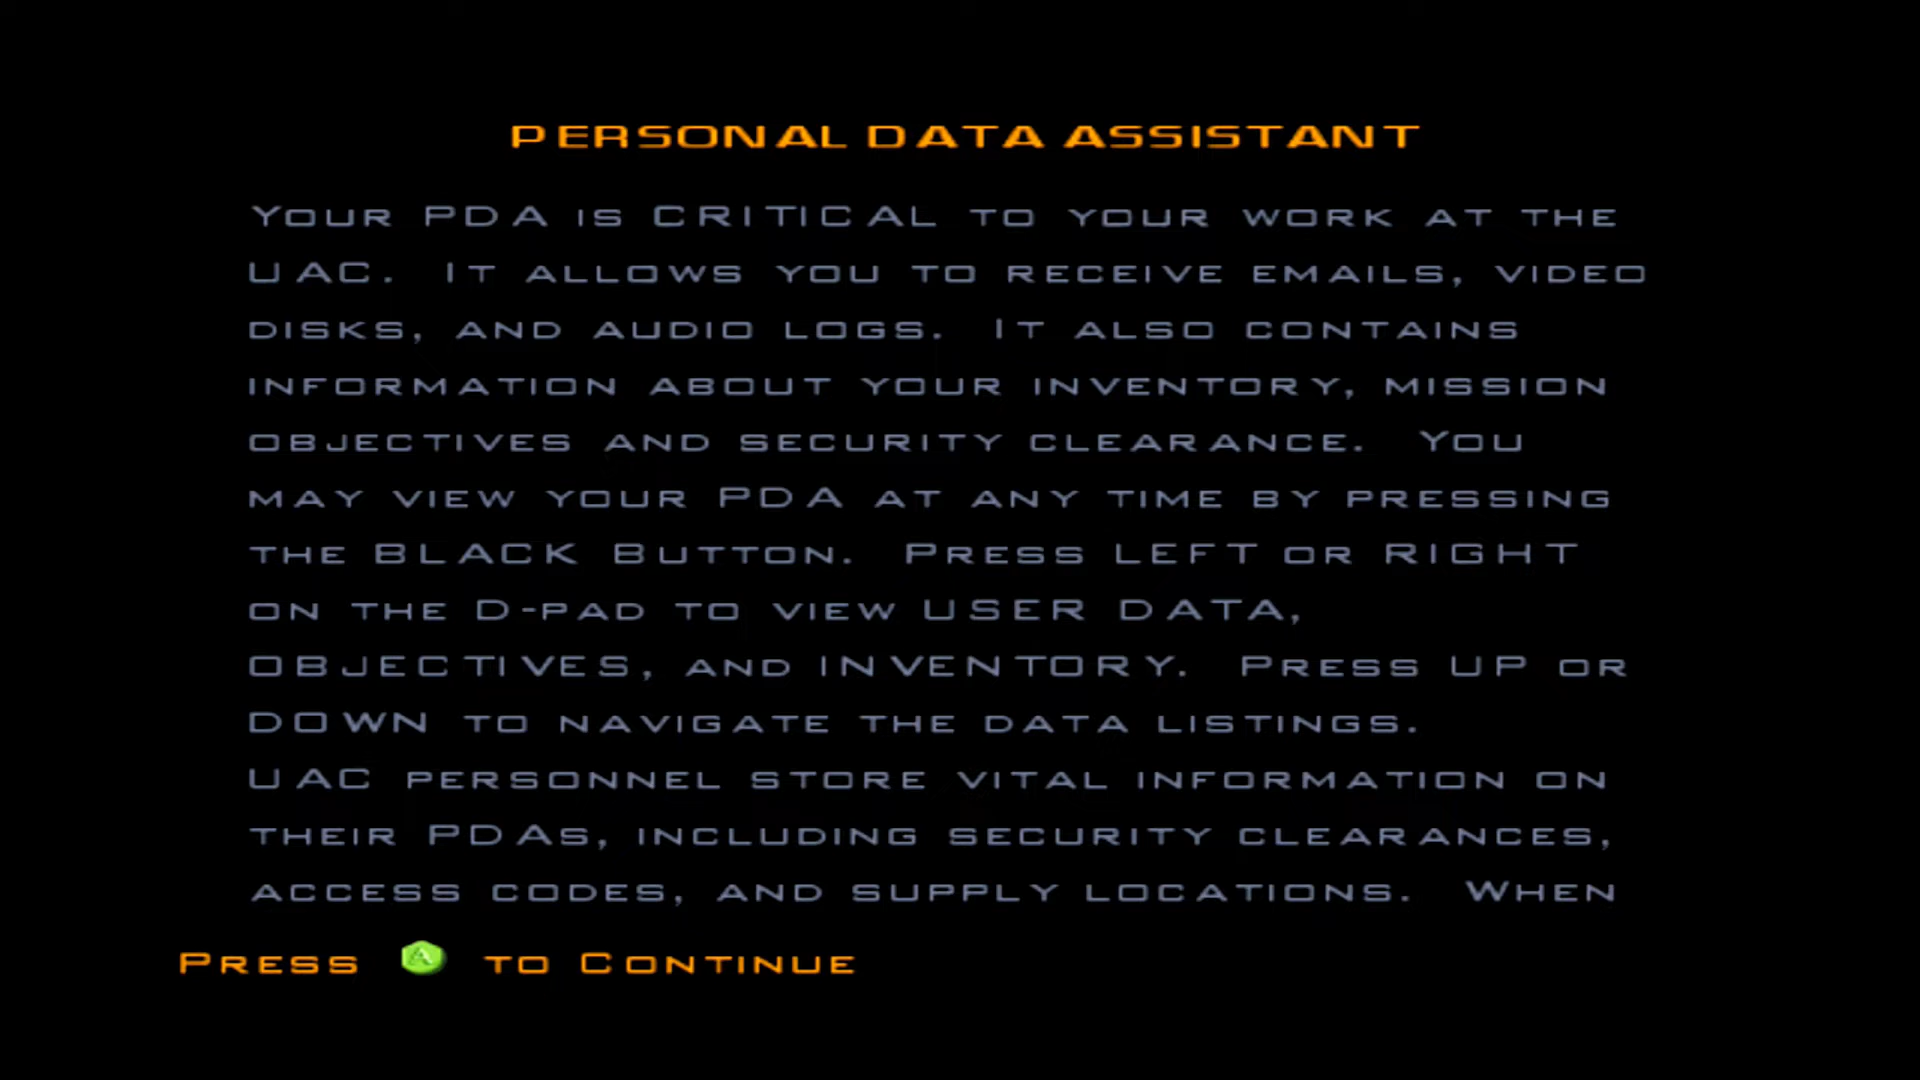 PERSONAL DATA ASSISTANT
Your PDA is CRITICAL to your work at the
UAC. It allows you to receive emails, video
disks, and audio logs. It also contains
information about your inventory, mission
objectives and security clearance. You
may view your PDA at any time by pressing
the BLACK Button. Press LEFT or RIGHT
on the D-pad to view USER DATA,
OBJECTIVES, and INVENTORY. Press UP or
DOWN to navigate the data listings.
UAC personnel store vital information on
their PDAs, including security clearances,
access codes, and supply locations. When
Press A to Continue